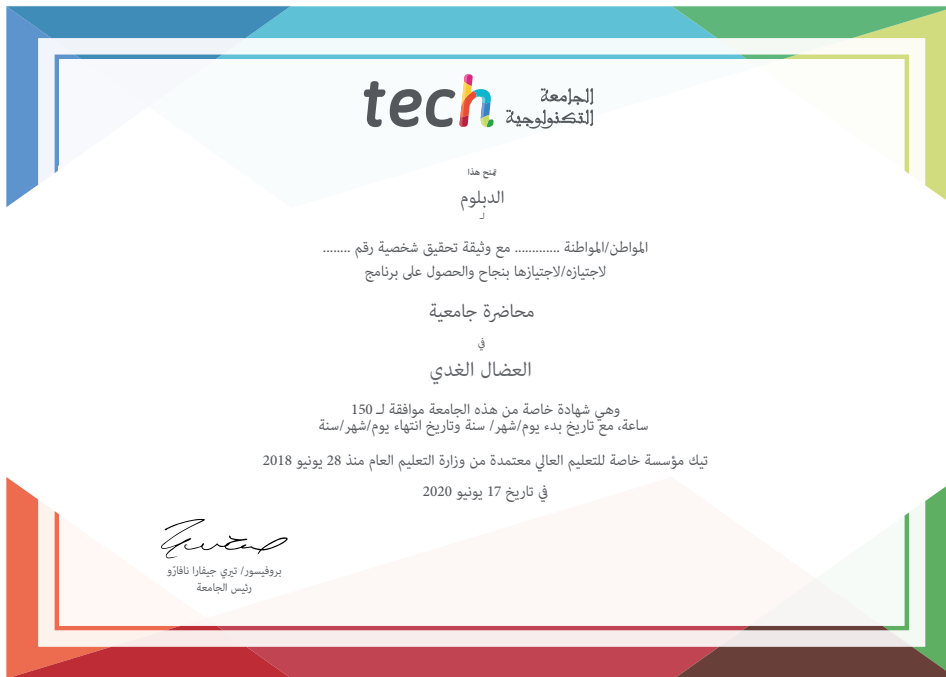 tech الجامعة
التكنولوجية
يمنح هذا
الدبلوم
لـ
المواطن/المواطنة ............. مع وثيقة تحقيق شخصية رقم ........
لاجتيازه/لاجتيازها بنجاح والحصول على برنامج
محاضرة جامعية
في
العضال الغدي
وهي شهادة خاصة من هذه الجامعة موافقة لـ 150
ساعة، مع تاريخ بدء يوم/شهر/ سنة وتاريخ انتهاء يوم/شهر/سنة
تيك مؤسسة خاصة للتعليم العالي معتمدة من وزارة التعليم العام منذ 28 يونيو 2018
في تاريخ 17 يونيو 2020
بروفيسور/ تيري جيفارا نافارّو
رئيس الجامعة